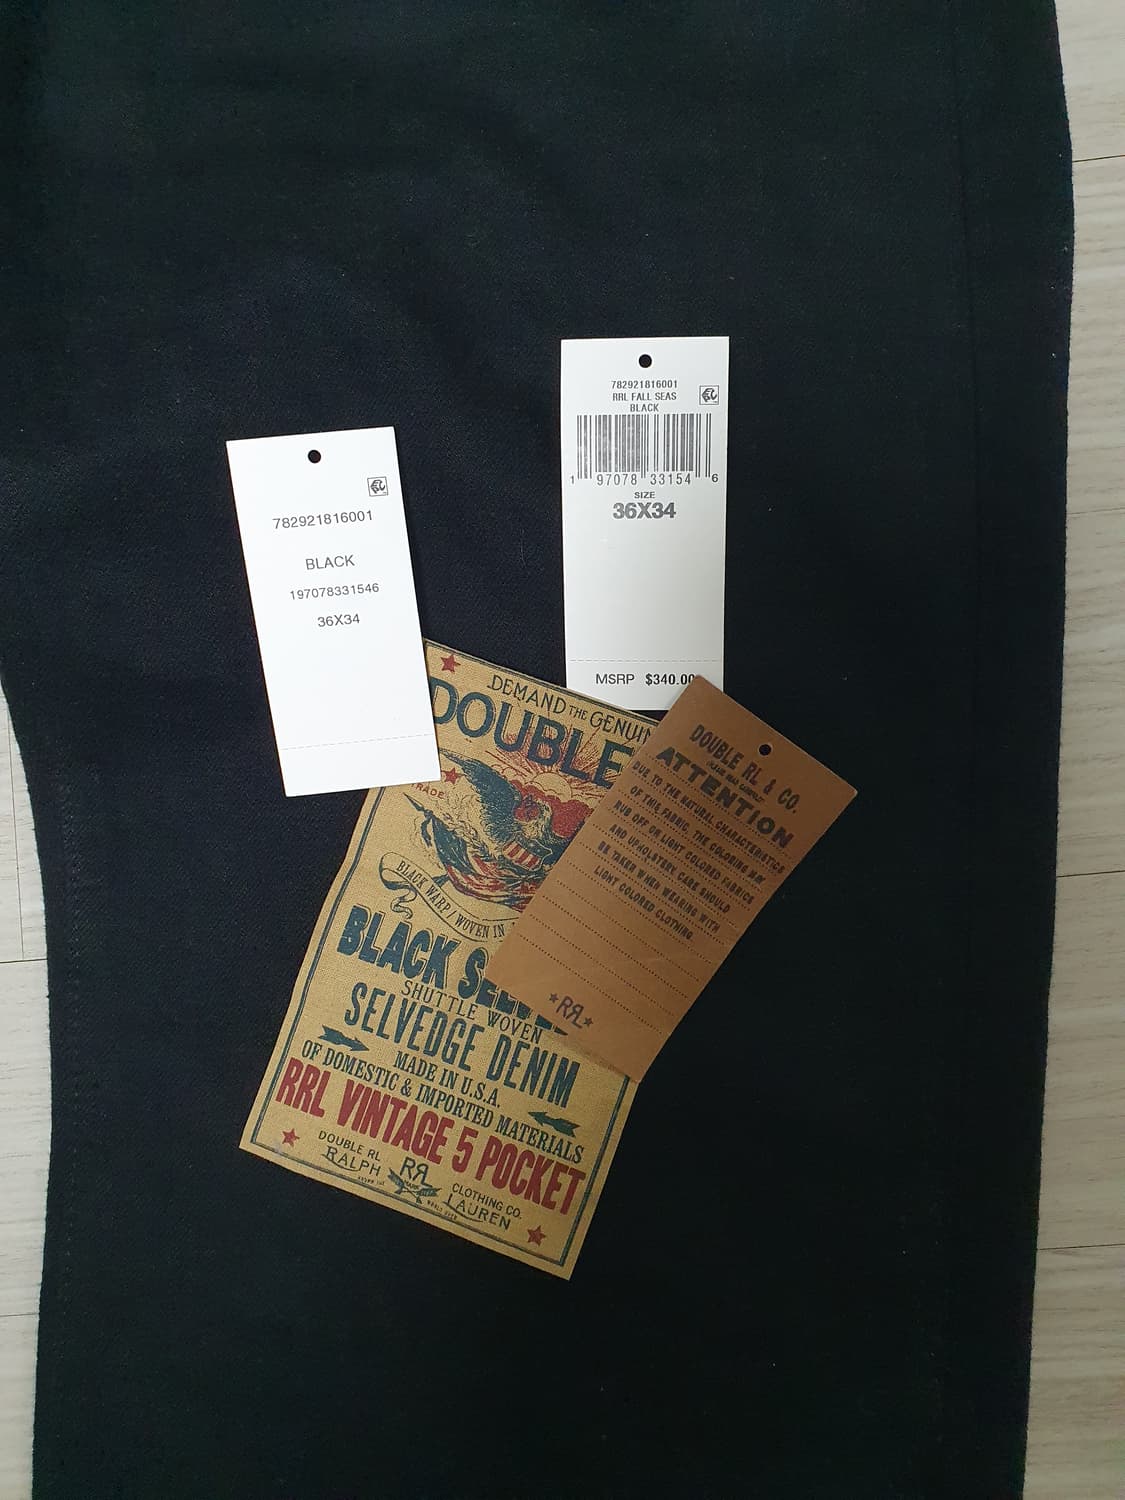 782921816001
BLACK
197078331546
36X34
782921816001
RRL FALL SEAS
BLACK
1 97078 33154 6
SIZE
36X34
MSRP $340.00
DEMAND THE GENUIN
DOUBLE
TRADE
BLACK WARP / WOVEN IN
BLACK
SHUTTLE WOVEN
SELVEDGE DENIM
MADE IN U.S.A.
OF DOMESTIC & IMPORTED MATERIALS
RRL VINTAGE 5 POCKET
DOUBLE RL RRL CLOTHING CO.
RALPH LAUREN
DOUBLE RL & CO.
ATTENTION
DUE TO THE NATURAL CHARACTERISTICS
OF THIS FABRIC, THE COLORING MAY
RUB OFF ON LIGHT COLORED FABRICS
AND UPHOLSTERY. CARE SHOULD
BE TAKEN WHEN WEARING WITH
LIGHT COLORED CLOTHING.
RRL